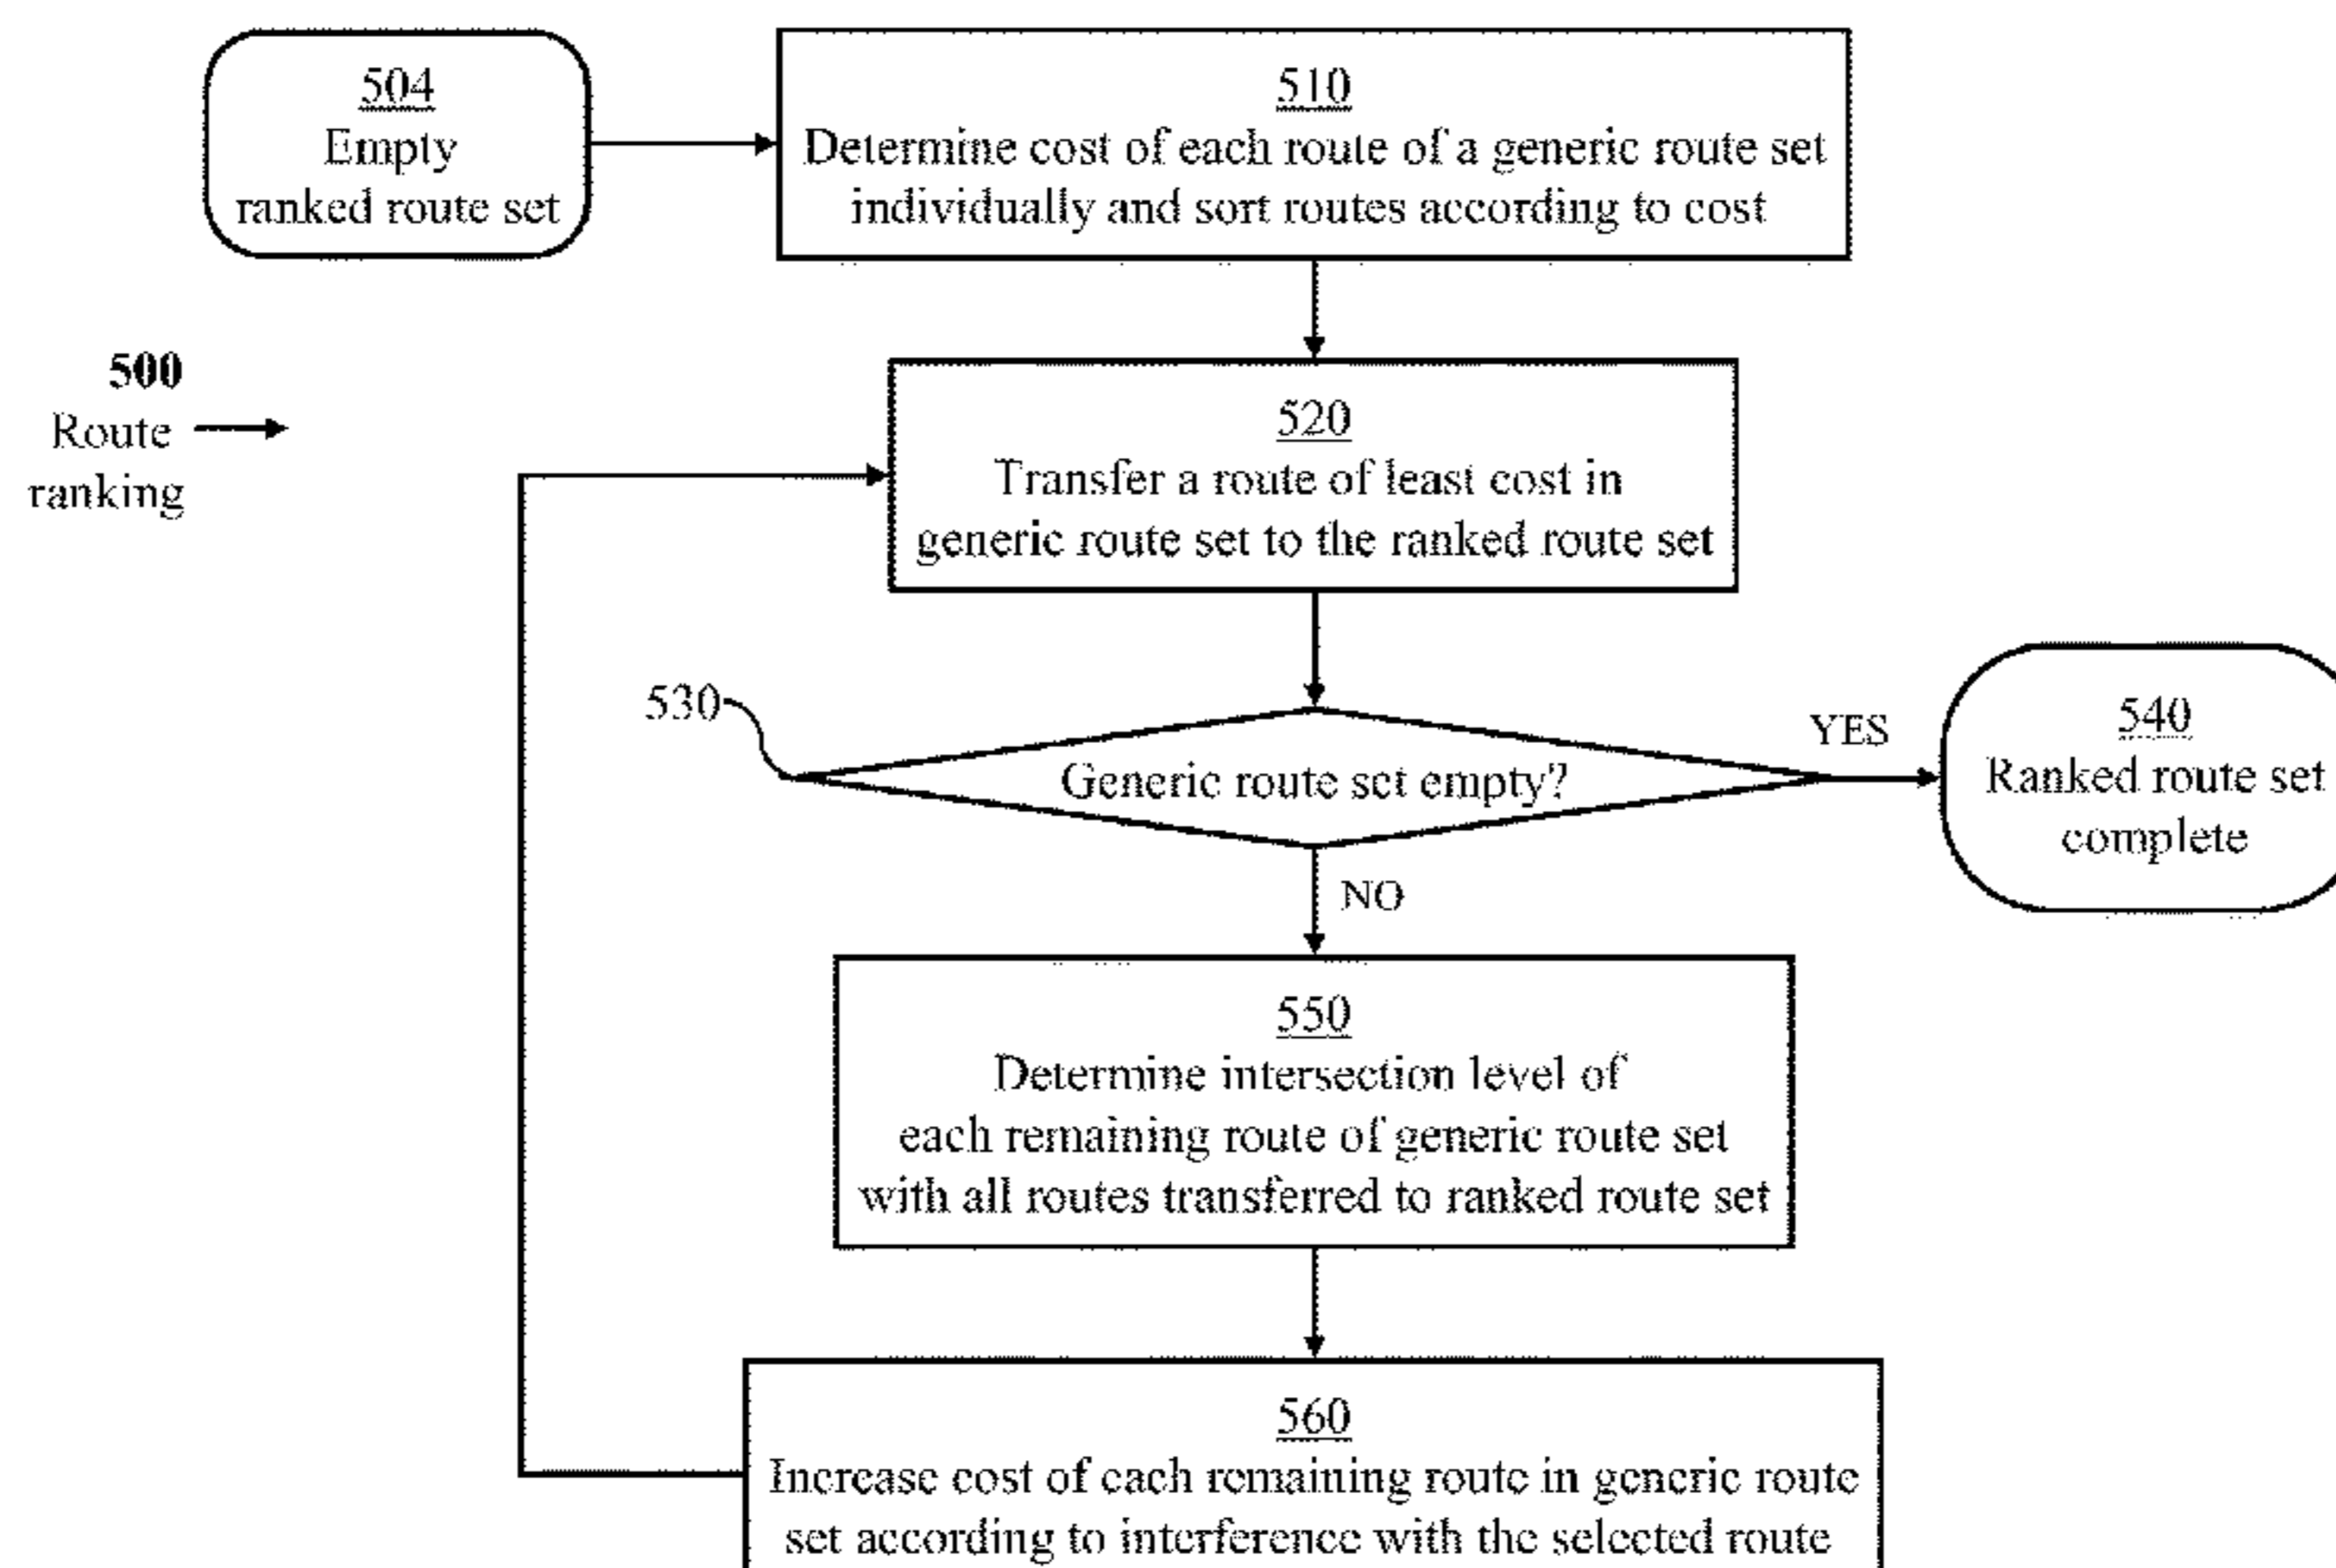 504
Empty
ranked route set
510
Determine cost of each route of a generic route set
individually and sort routes according to cost
500
Route
ranking
520
Transfer a route of least cost in
generic route set to the ranked route set
530
Generic route set empty?
YES
540
Ranked route set
complete
NO
550
Determine intersection level of
each remaining route of generic route set
with all routes transferred to ranked route set
560
Increase cost of each remaining route in generic route
set according to interference with the selected route